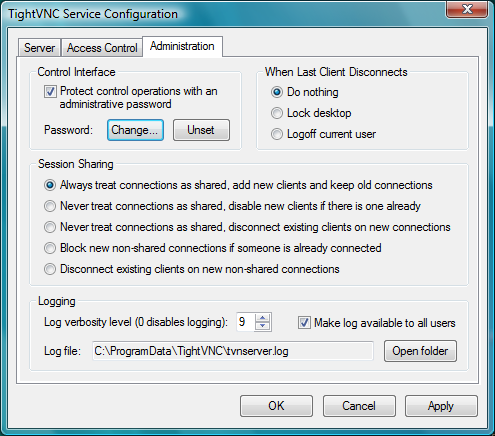 TightVNC Service Configuration
Server
Access Control
Administration
Control Interface
Protect control operations with an
administrative password
Password:
Change...
Unset
When Last Client Disconnects
Do nothing
Lock desktop
Logoff current user
Session Sharing
Always treat connections as shared, add new clients and keep old connections
Never treat connections as shared, disable new clients if there is one already
Never treat connections as shared, disconnect existing clients on new connections
Block new non-shared connections if someone is already connected
Disconnect existing clients on new non-shared connections
Logging
Log verbosity level (0 disables logging): 9
Make log available to all users
Log file: C:\ProgramData\TightVNC\tvnserver.log
Open folder
OK
Cancel
Apply